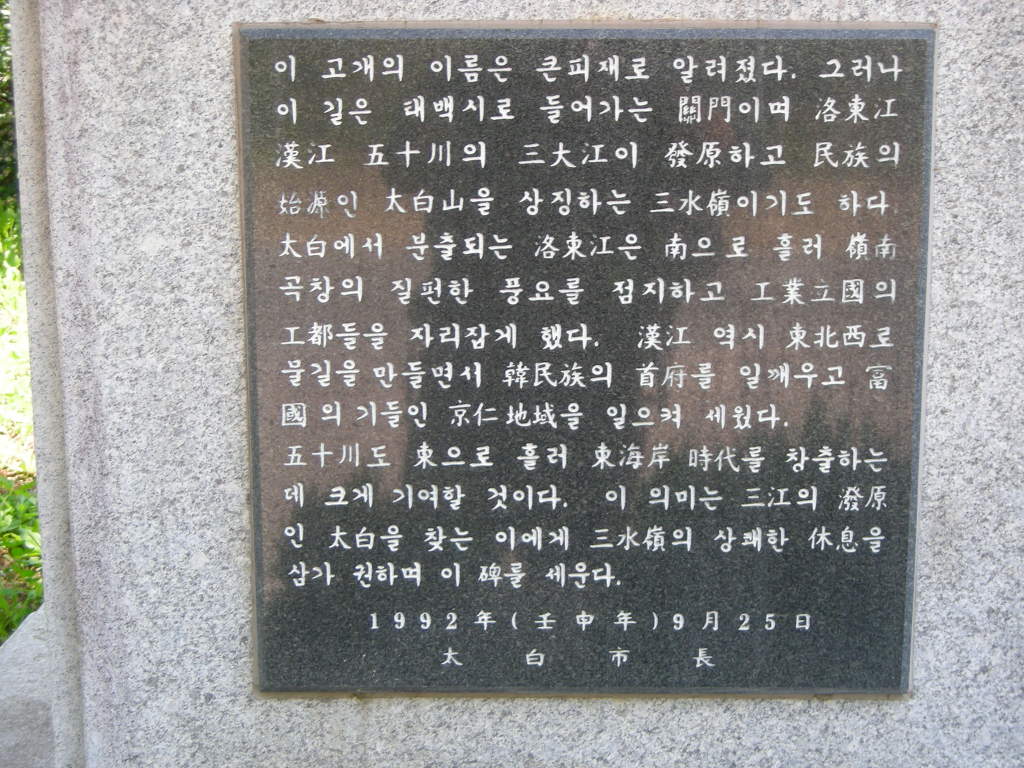 이 고개의 이름은 큰피재로 알려졌다. 그러나
이 길은 태백시로 들어가는 關門이며 洛東江
漢江 五十川의 三大江이 發原하고 民族의
始源인 太白山을 상징하는 三水嶺이기도 하다
太白에서 분출되는 洛東江은 南으로 흘러 嶺南
곡창의 질펀한 풍요를 점지하고 工業立國의
工都들을 자리잡게 했다. 漢江 역시 東北西로
물길을 만들면서 韓民族의 首府를 일깨우고 富
國의 기들인 京仁地域을 일으켜 세웠다.
五十川도 東으로 흘러 東海岸 時代를 창출하는
데 크게 기여할 것이다. 이 의미는 三江의 潑原
인 太白을 찾는 이에게 三水嶺의 상쾌한 休息을
삼가 권하며 이 碑를 세운다.
1992年(壬申年)9月25日
太白市長